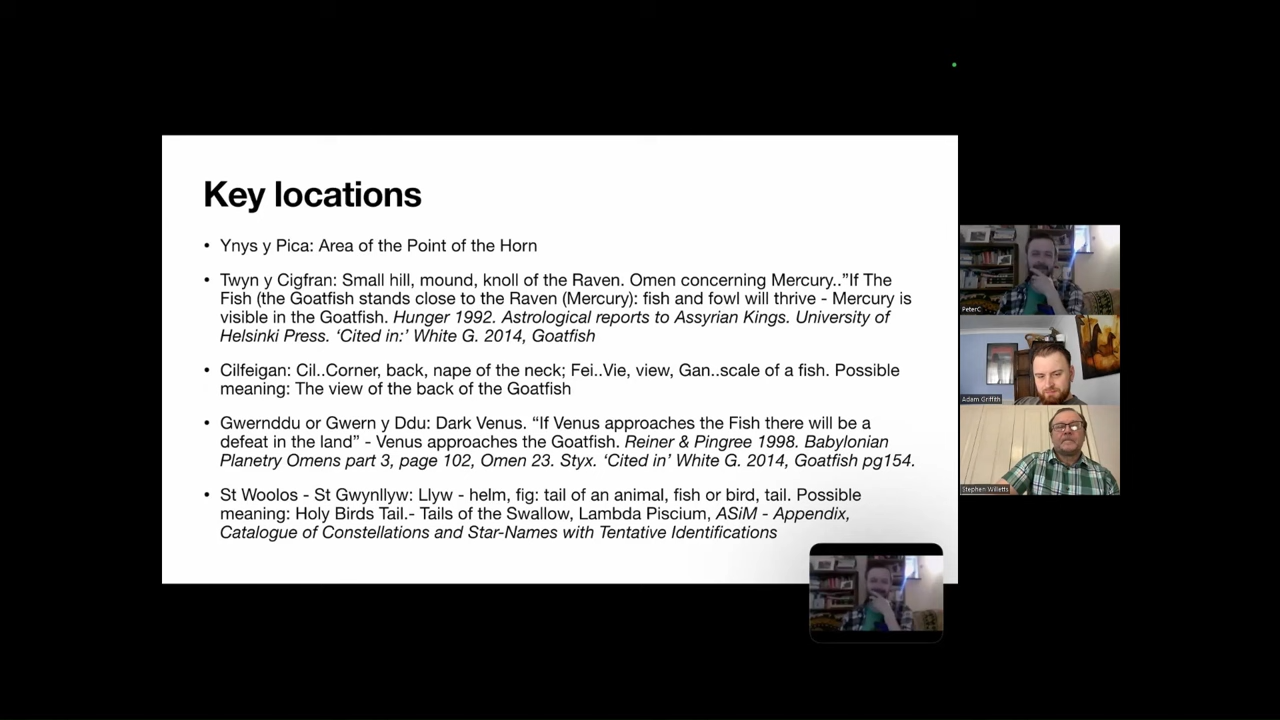 Key locations
• Ynys y Pica: Area of the Point of the Horn
• Twyn y Cigfran: Small hill, mound, knoll of the Raven. Omen concerning Mercury..”If The
Fish (the Goatfish stands close to the Raven (Mercury): fish and fowl will thrive - Mercury is
visible in the Goatfish. Hunger 1992. Astrological reports to Assyrian Kings. University of
Helsinki Press. ‘Cited in:’ White G. 2014, Goatfish
• Cilfeigan: Cil..Corner, back, nape of the neck; Fei..Vie, view, Gan..scale of a fish. Possible
meaning: The view of the back of the Goatfish
• Gwernddu or Gwern y Ddu: Dark Venus. “If Venus approaches the Fish there will be a
defeat in the land” - Venus approaches the Goatfish. Reiner & Pingree 1998. Babylonian
Planetry Omens part 3, page 102, Omen 23. Styx. ‘Cited in’ White G. 2014, Goatfish pg154.
• St Woolos - St Gwynllyw: Llyw - helm, fig: tail of an animal, fish or bird, tail. Possible
meaning: Holy Birds Tail.- Tails of the Swallow, Lambda Piscium, ASiM - Appendix,
Catalogue of Constellations and Star-Names with Tentative Identifications
PeterC
Adam Griffith
Stephen Willetts